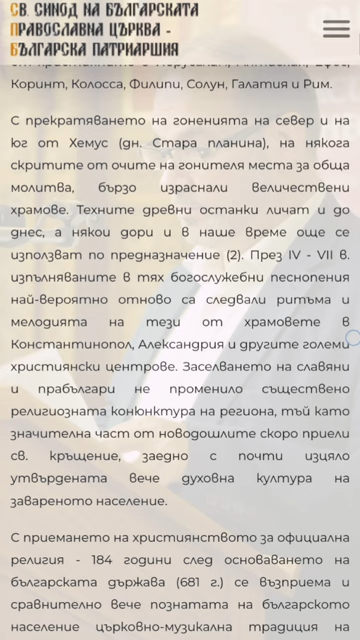 СВ. СИНОД НА БЪЛГАРСКАТА
ПРАВОСЛАВНА ЦЪРКВА -
БЪЛГАРСКА ПАТРИАРШИЯ
Коринт, Колосса, Филипи, Солун, Галатия и Рим.
С прекратяването на гоненията на север и на
юг от Хемус (дн. Стара планина), на някога
скритите от очите на гонителя места за обща
молитва, бързо израснали величествени
храмове. Техните древни останки личат и до
днес, а някои дори и в наше време още се
използват по предназначение (2). През IV - VII в.
изпълняваните в тях богослужебни песнопения
най-вероятно отново са следвали ритъма и
мелодията на тези от храмовете в
Константинопол, Александрия и другите големи
християнски центрове. Заселването на славяни
и прабългари не променило съществено
религиозната конюнктура на региона, тъй като
значителна част от новодошлите скоро приели
св. кръщение, заедно с почти изцяло
утвърдената вече духовна култура на
завареното население.
С приемането на християнството за официална
религия - 184 години след основаването на
българската държава (681 г.) се възприема и
сравнително вече познатата на българското
население църковно-музикална традиция на